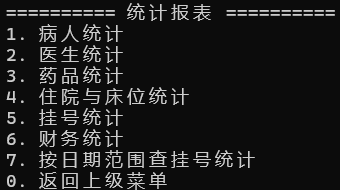 ========== 统计报表 ==========
1. 病人统计
2. 医生统计
3. 药品统计
4. 住院与床位统计
5. 挂号统计
6. 财务统计
7. 按日期范围查挂号统计
0. 返回上级菜单